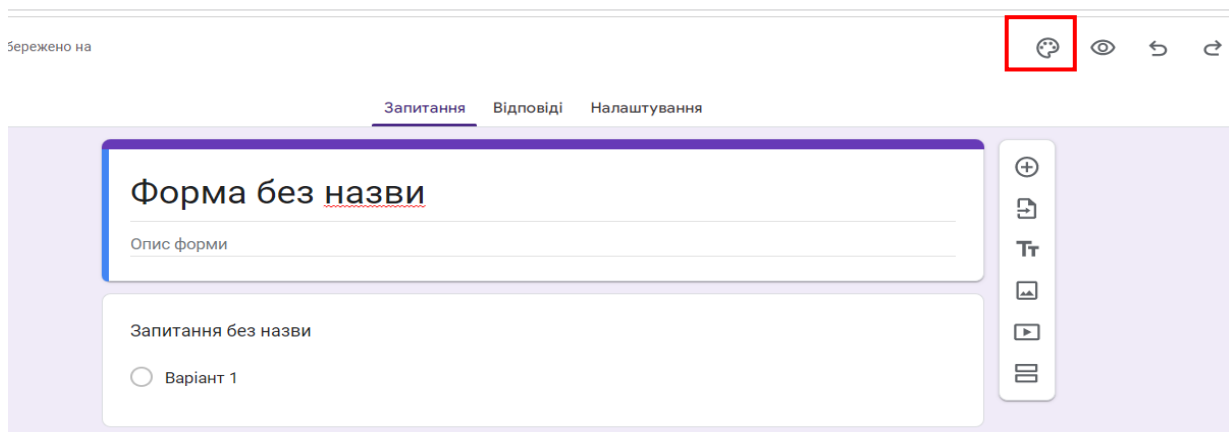 бережено на
Запитання Відповіді Налаштування
Форма без назви
Опис форми
Запитання без назви
Варіант 1